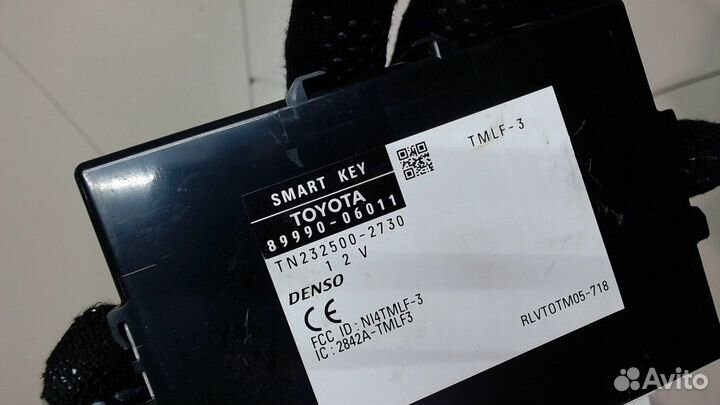 TMLF-3
SMART KEY
TOYOTA
89990-06011
TN232500-2730
12V
DENSO
CE
FCC ID: NI4TMLF-3
IC: 2842A-TMLF3
RLVTOTM05-718
Avito